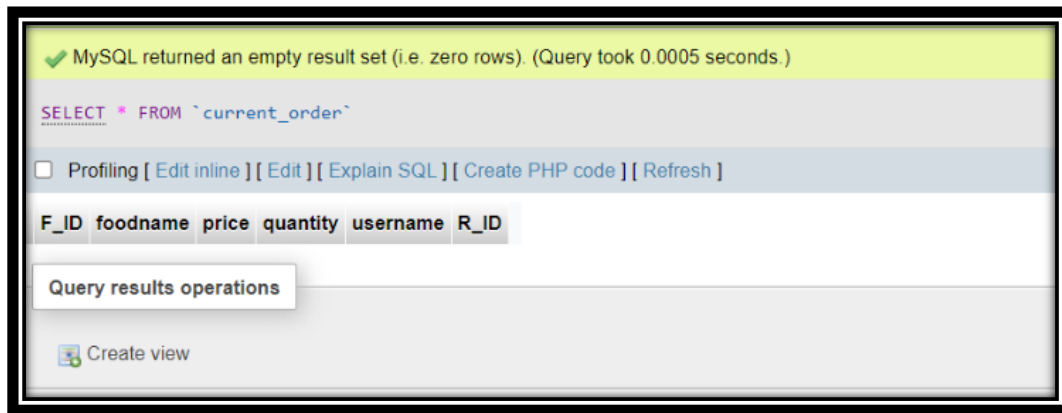 MySQL returned an empty result set (i.e. zero rows). (Query took 0.0005 seconds.)
SELECT * FROM `current_order`
Profiling [ Edit inline ] [ Edit ] [ Explain SQL ] [ Create PHP code ] [ Refresh ]
F_ID foodname price quantity username R_ID
Query results operations
Create view